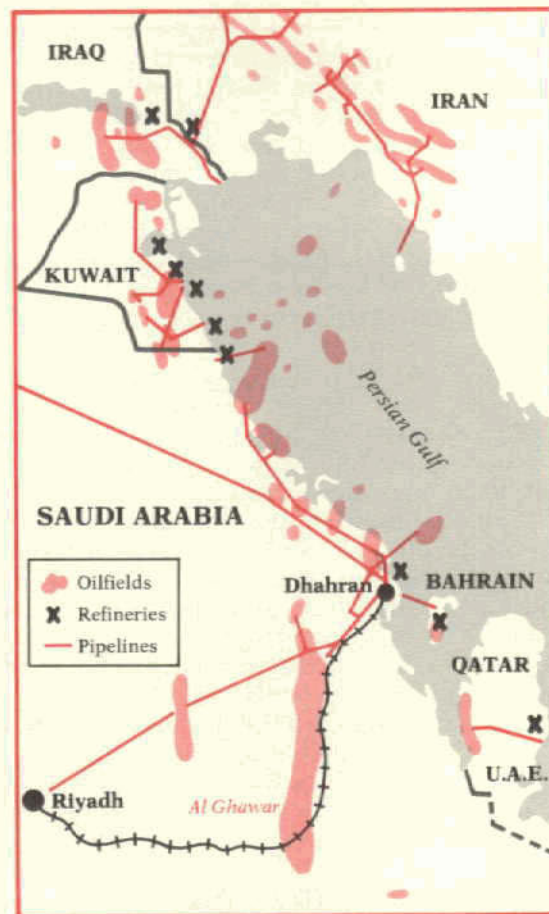 IRAQ
IRAN
KUWAIT
Persian Gulf
SAUDI ARABIA
Oilfields
Refineries
Pipelines
Dhahran
BAHRAIN
QATAR
U.A.E.
Riyadh
Al Ghawar